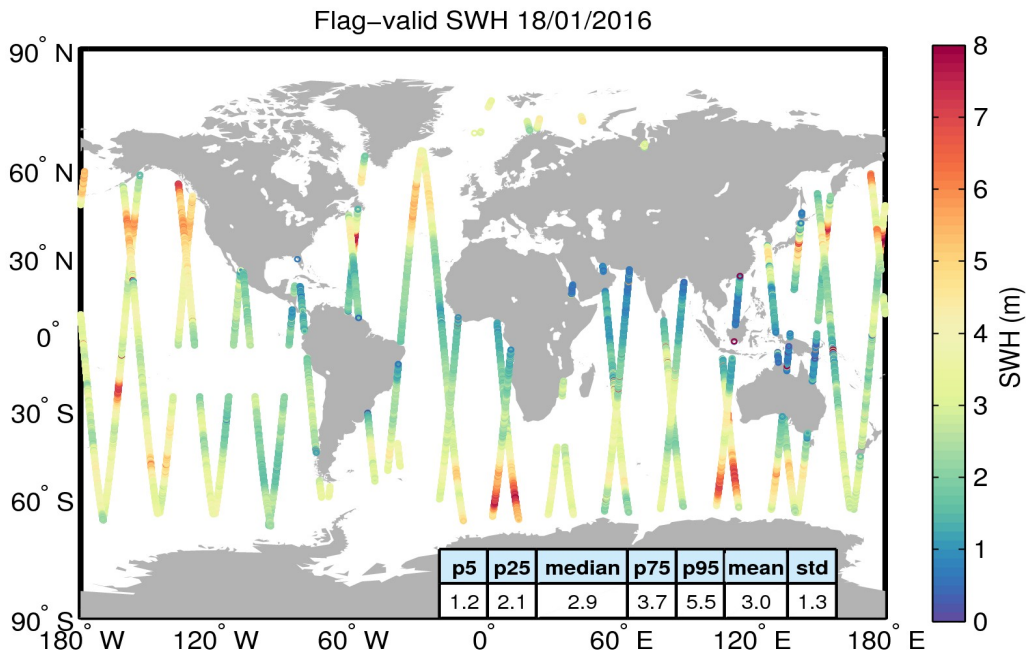 Flag−valid SWH 18/01/2016
90° N
60° N
30° N
0°
30° S
60° S
90° S
180° W
120° W
60° W
0°
60° E
120° E
180° E
p5 p25 median p75 p95 mean std
1.2 2.1 2.9 3.7 5.5 3.0 1.3
8
7
6
5
4
3
2
1
0
SWH (m)